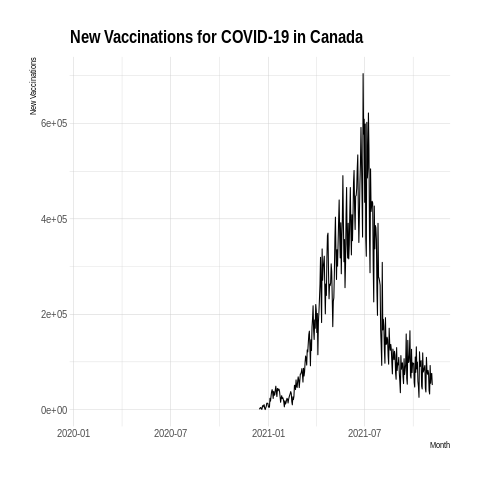 New Vaccinations for COVID-19 in Canada
New Vaccinations
6e+05
4e+05
2e+05
0e+00
2020-01
2020-07
2021-01
2021-07
Month